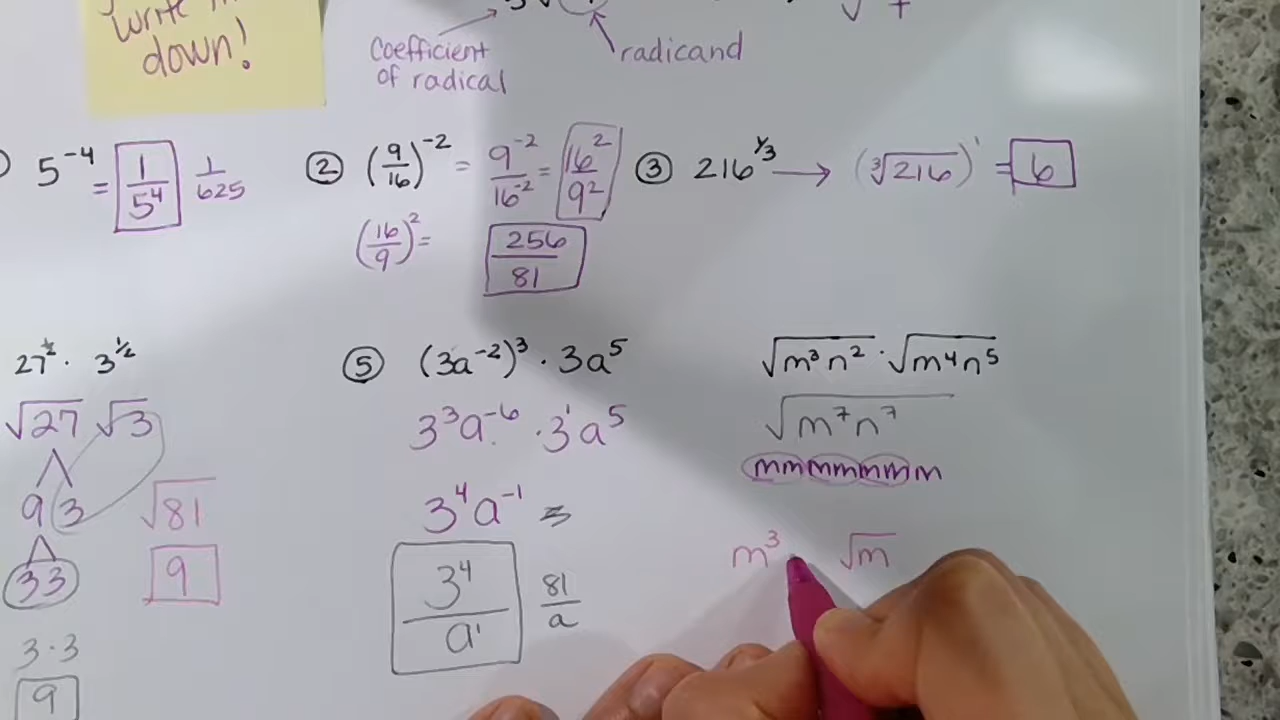 Write
down!
Coefficient
of radical
radicand
5⁻⁴ = 1/5⁴ 1/625
② (9/16)⁻² = 9⁻²/16⁻² = 16²/9²
(16/9)² = 256/81
③ 216^⅓ → (∛216)¹ = 6
27^½ · 3^½
√27 √3
9 3
√81
3 3
9
3·3
9
⑤ (3a⁻²)³ · 3a⁵
3³a⁻⁶ · 3¹a⁵
3⁴a⁻¹ =
3⁴/a¹ 81/a
√m³n² · √m⁴n⁵
√m⁷n⁷
mmmmmmm
m³ √m